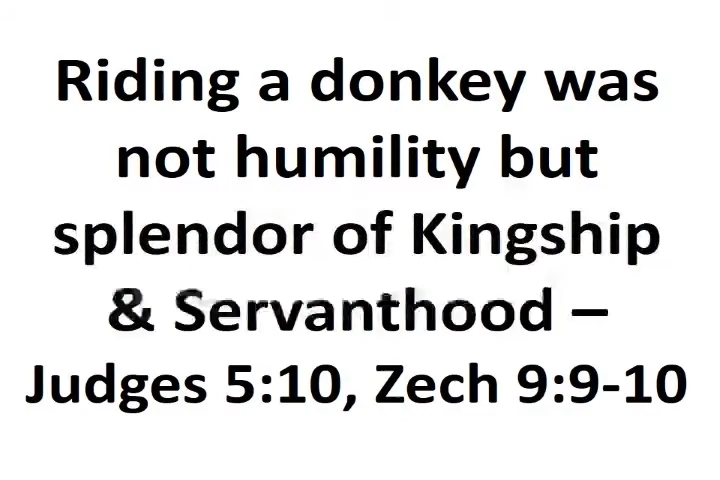 Riding a donkey was
not humility but
splendor of Kingship
& Servanthood –
Judges 5:10, Zech 9:9-10